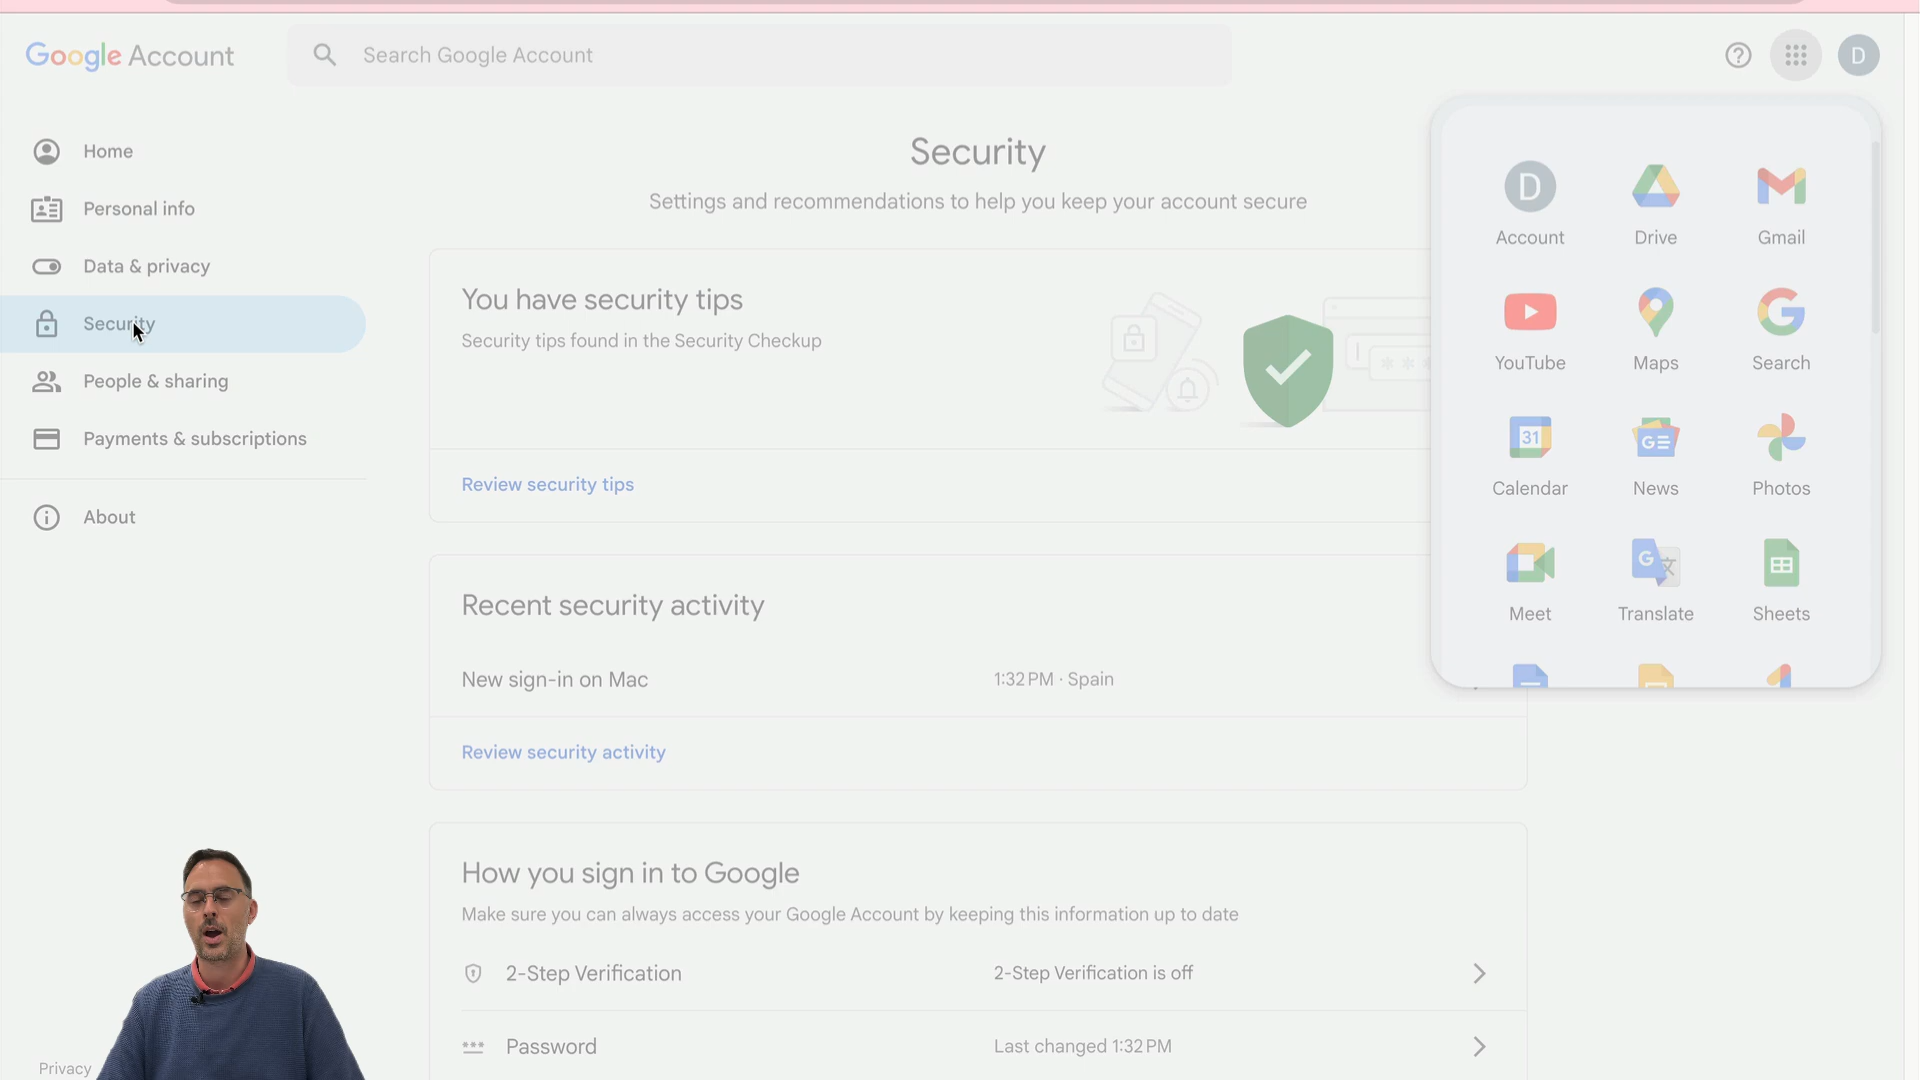 Google Account
Search Google Account
D
Home
Personal info
Data & privacy
Security
People & sharing
Payments & subscriptions
About
Privacy
Security
Settings and recommendations to help you keep your account secure
You have security tips
Security tips found in the Security Checkup
Review security tips
Recent security activity
New sign-in on Mac
1:32 PM · Spain
Review security activity
How you sign in to Google
Make sure you can always access your Google Account by keeping this information up to date
2-Step Verification
2-Step Verification is off
Password
Last changed 1:32 PM
D
Account
Drive
Gmail
YouTube
Maps
Search
31
Calendar
News
Photos
Meet
Translate
Sheets